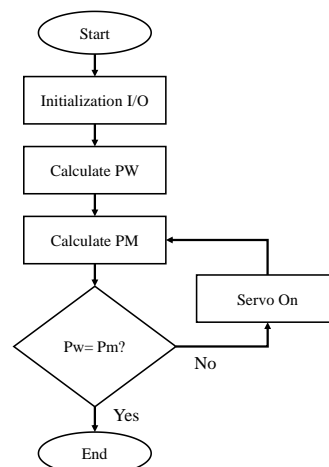 Start
Initialization I/O
Calculate PW
Calculate PM
Servo On
Pw= Pm?
No
Yes
End